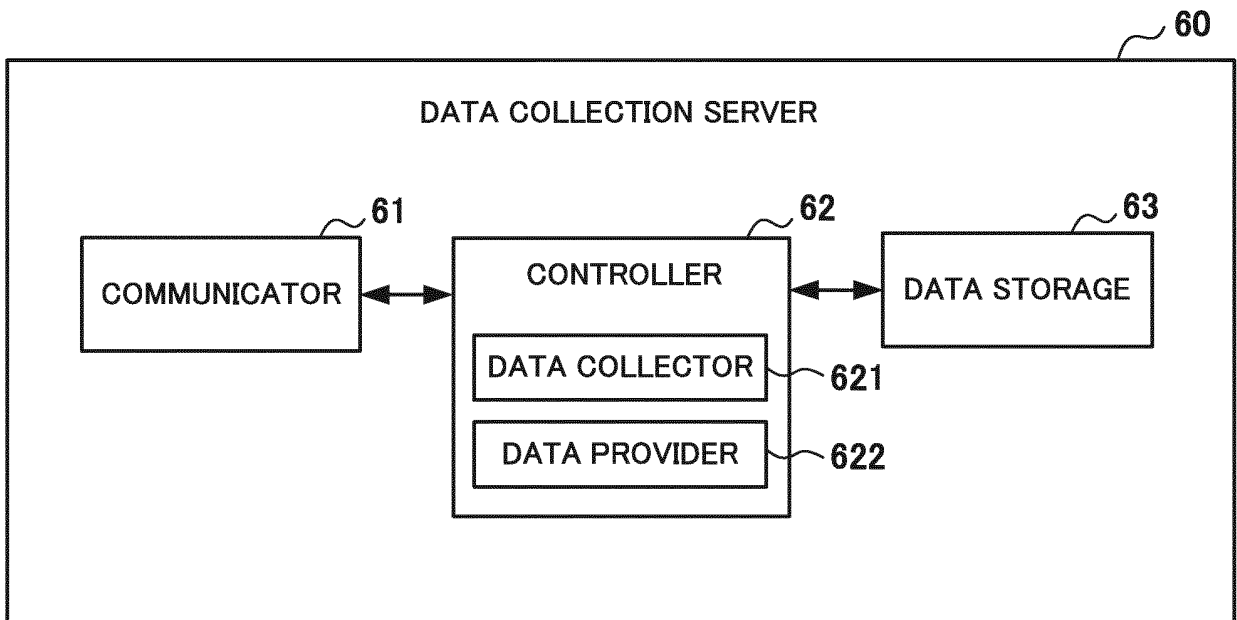 60
DATA COLLECTION SERVER
61
62
63
COMMUNICATOR
CONTROLLER
DATA STORAGE
DATA COLLECTOR
621
DATA PROVIDER
622